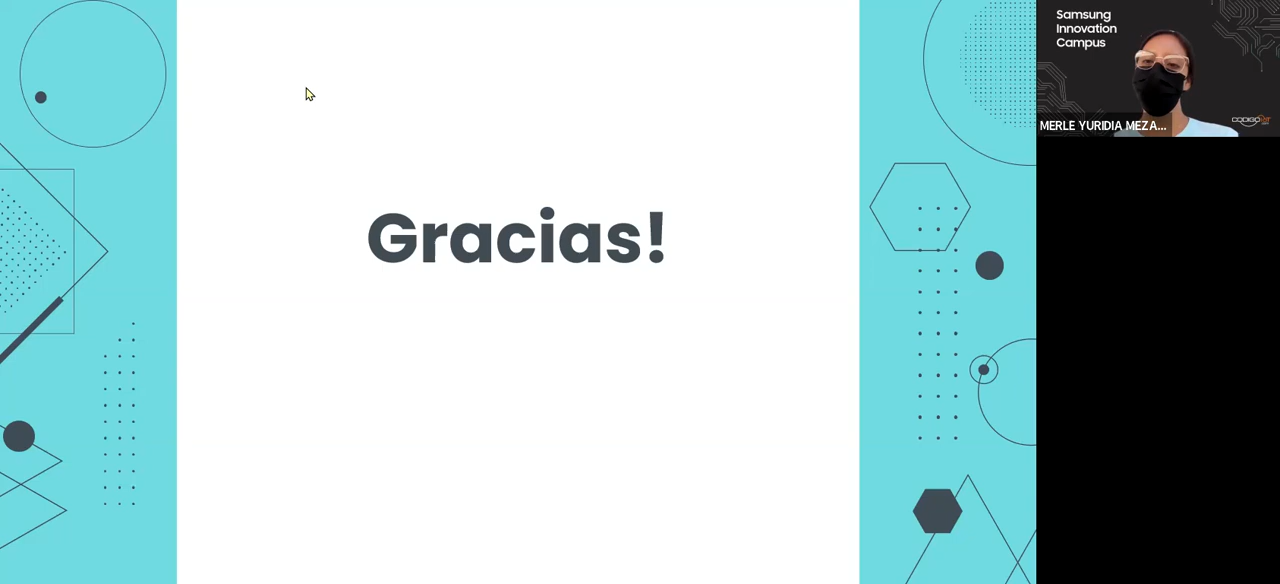 Gracias!
Samsung
Innovation
Campus
MERLE YURIDIA MEZA...